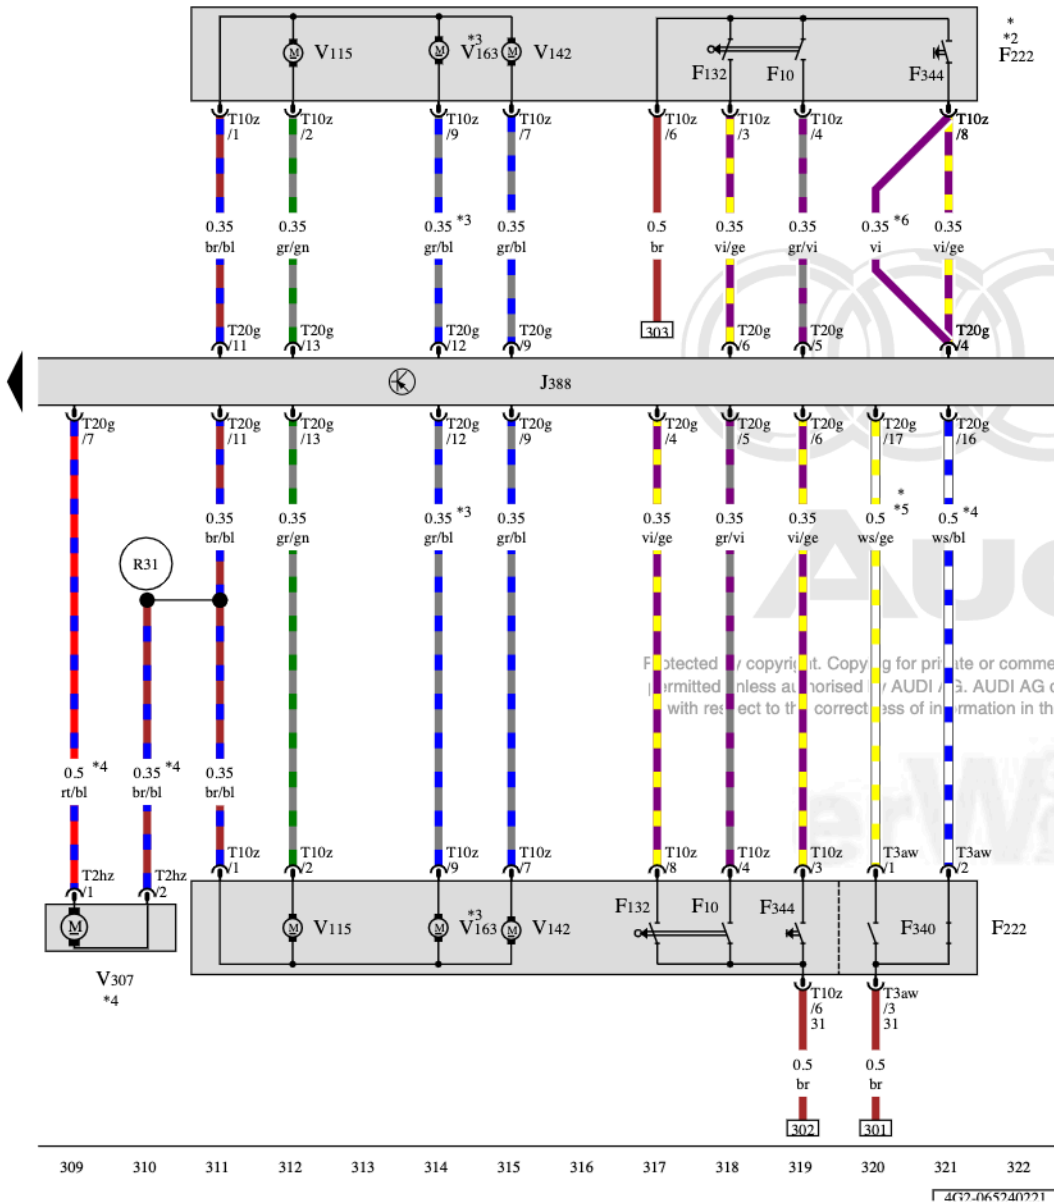 *
*2
F222
V115
*3
V163
V142
F132
F10
F344
T10z /1
T10z /2
T10z /9
T10z /7
T10z /6
T10z /3
T10z /4
T10z /8
0.35 br/bl
0.35 gr/gn
0.35 *3 gr/bl
0.35 gr/bl
0.5 br
0.35 vi/ge
0.35 gr/vi
0.35 *6 vi
0.35 vi/ge
303
T20g /11
T20g /13
T20g /12
T20g /9
T20g /6
T20g /5
T20g /4
J388
T20g /7
T20g /11
T20g /13
T20g /12
T20g /9
T20g /4
T20g /5
T20g /6
T20g /17
T20g /16
0.35 br/bl
0.35 gr/gn
0.35 *3 gr/bl
0.35 gr/bl
0.35 vi/ge
0.35 gr/vi
0.35 vi/ge
*
0.5 *5 ws/ge
0.5 *4 ws/bl
R31
0.5 *4 rt/bl
0.35 *4 br/bl
0.35 br/bl
T2hz /1
T2hz /2
T10z /1
T10z /2
T10z /9
T10z /7
T10z /8
T10z /4
T10z /3
T3aw /1
T3aw /2
M
V307
*4
M V115
M *3 V163
M V142
F132
F10
F344
F340
F222
T10z /6 31
T3aw /3 31
0.5 br
0.5 br
302
301
309 310 311 312 313 314 315 316 317 318 319 320 321 322
4G2-065240221